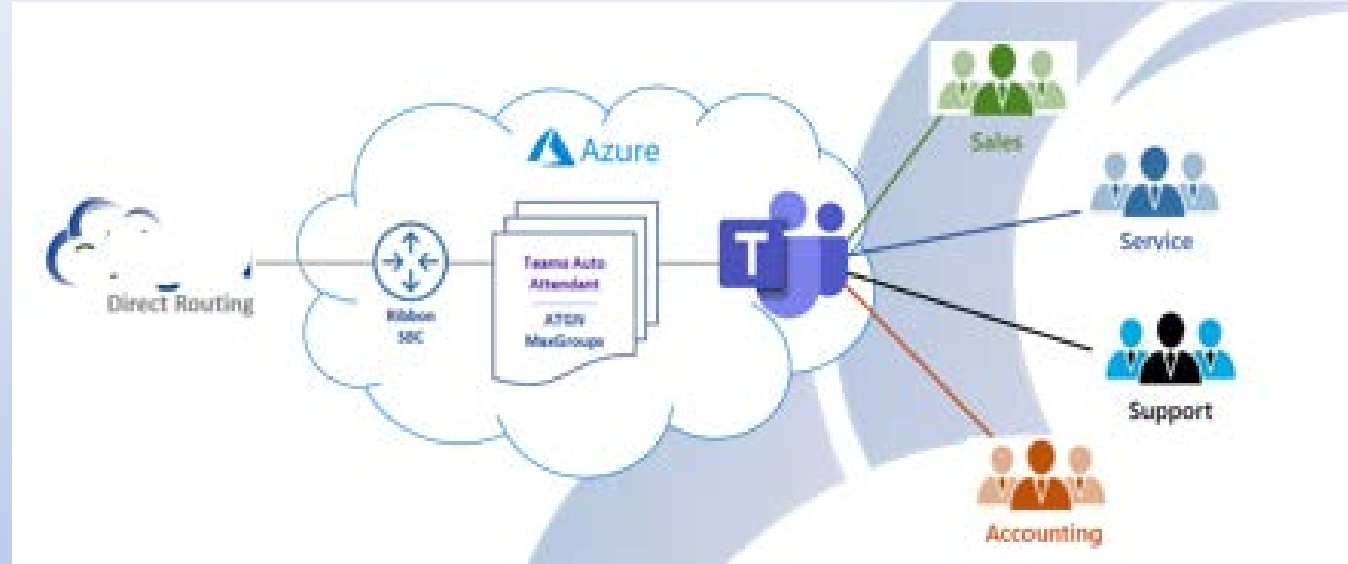 Azure
Direct Routing
Ribbon
SBC
Teams Auto
Attendant
ATGN
MaxGroups
T
Sales
Service
Support
Accounting